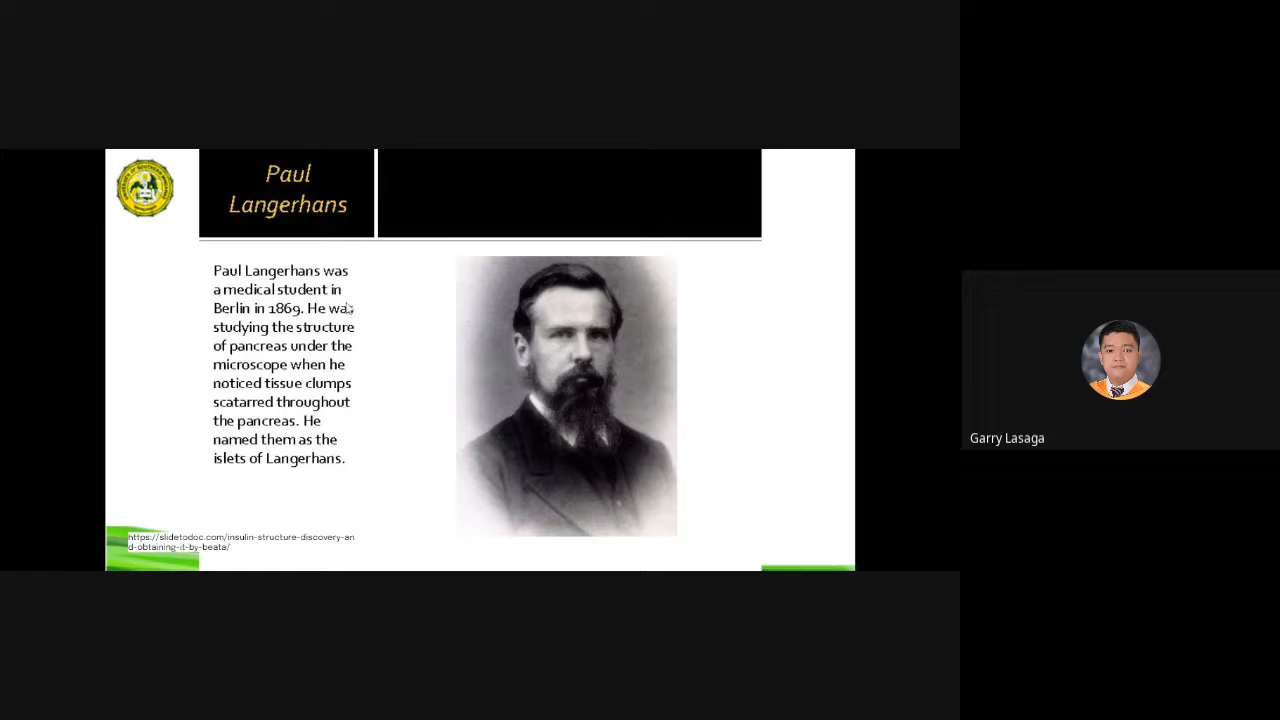 Paul
Langerhans
Paul Langerhans was
a medical student in
Berlin in 1869. He was
studying the structure
of pancreas under the
microscope when he
noticed tissue clumps
scatarred throughout
the pancreas. He
named them as the
islets of Langerhans.
https://slidetodoc.com/insulin-structure-discovery-an
d-obtaining-it-by-beata/
Garry Lasaga